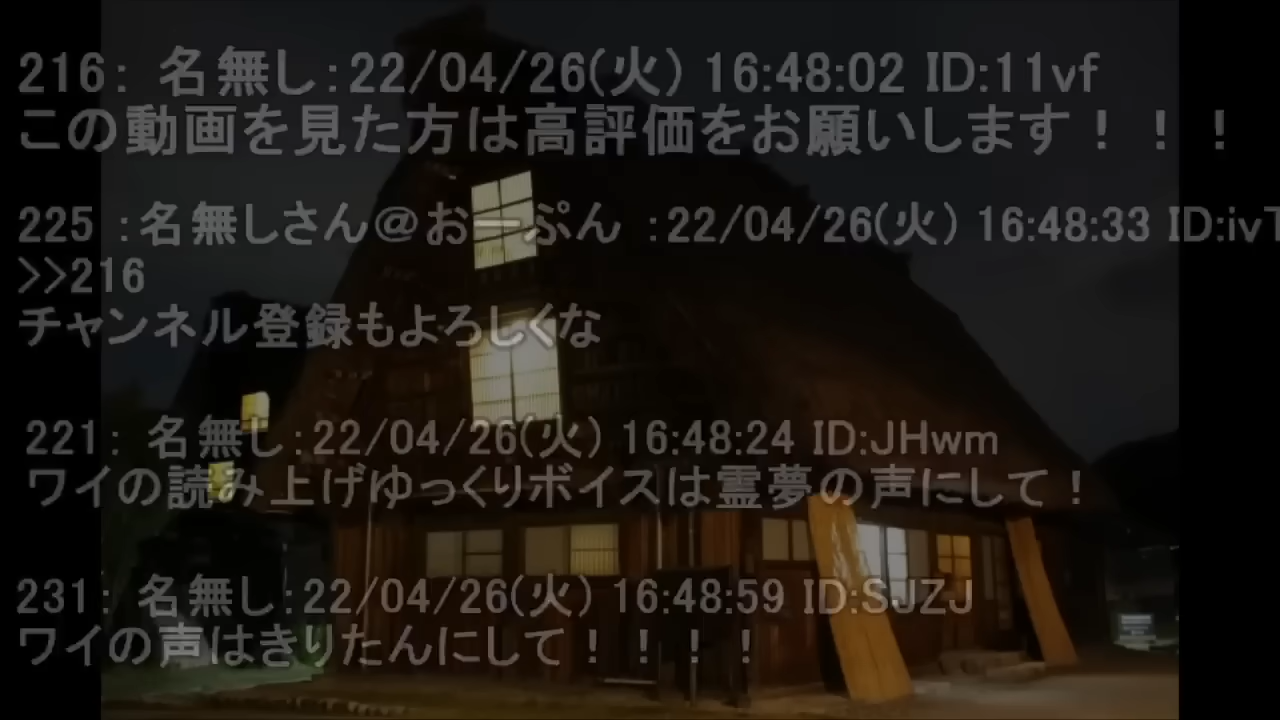 216: 名無し:22/04/26(火) 16:48:02 ID:11vf
この動画を見た方は高評価をお願いします！！！
225 :名無しさん＠おーぷん :22/04/26(火) 16:48:33 ID:ivT
>>216
チャンネル登録もよろしくな
221: 名無し:22/04/26(火) 16:48:24 ID:JHwm
ワイの読み上げゆっくりボイスは霊夢の声にして！
231: 名無し:22/04/26(火) 16:48:59 ID:SJZJ
ワイの声はきりたんにして！！！！